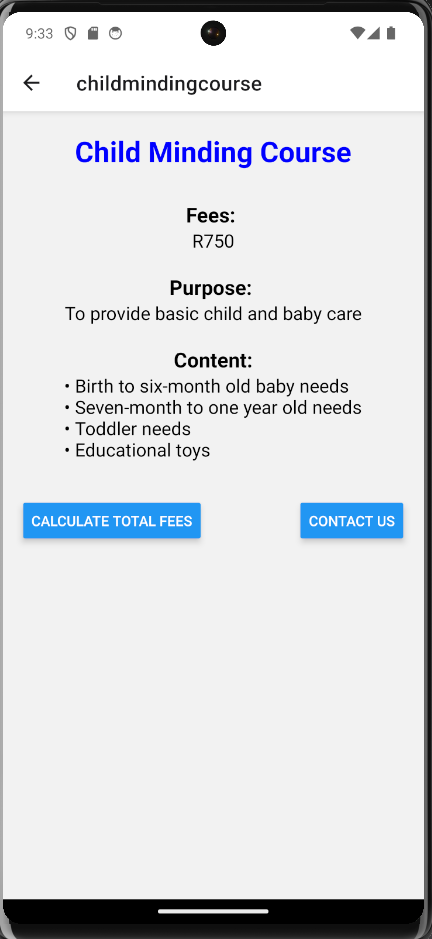 9:33
childmindingcourse
Child Minding Course
Fees:
R750
Purpose:
To provide basic child and baby care
Content:
• Birth to six-month old baby needs
• Seven-month to one year old needs
• Toddler needs
• Educational toys
CALCULATE TOTAL FEES
CONTACT US